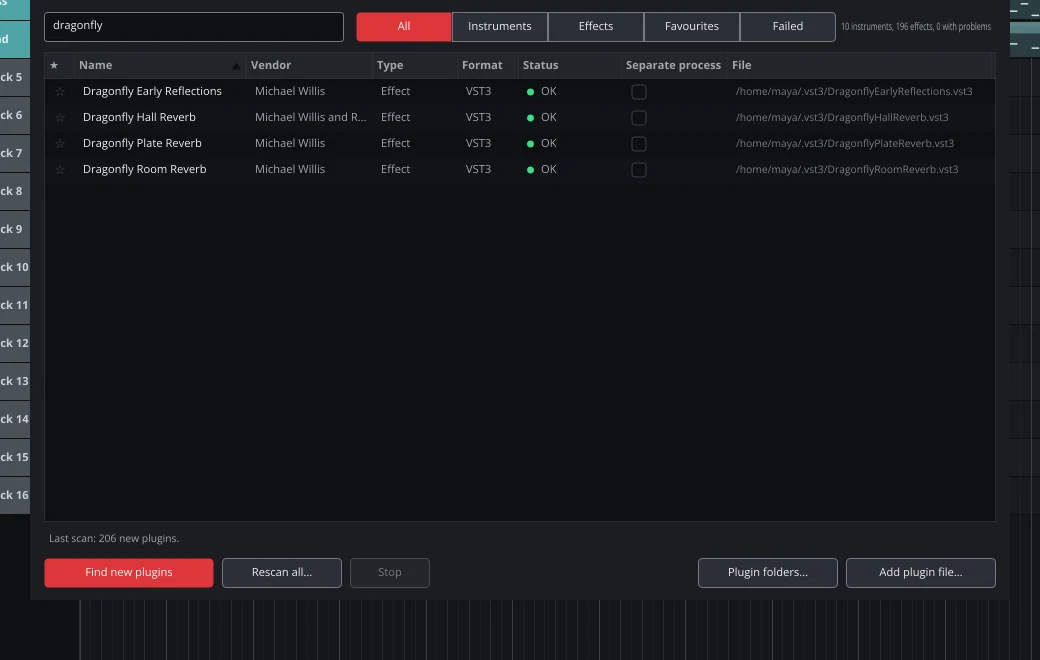 dragonfly
All Instruments Effects Favourites Failed 10 instruments, 196 effects, 0 with problems
★ Name Vendor Type Format Status Separate process File
Dragonfly Early Reflections Michael Willis Effect VST3 OK /home/maya/.vst3/DragonflyEarlyReflections.vst3
Dragonfly Hall Reverb Michael Willis and R... Effect VST3 OK /home/maya/.vst3/DragonflyHallReverb.vst3
Dragonfly Plate Reverb Michael Willis Effect VST3 OK /home/maya/.vst3/DragonflyPlateReverb.vst3
Dragonfly Room Reverb Michael Willis Effect VST3 OK /home/maya/.vst3/DragonflyRoomReverb.vst3
ck 5
ck 6
ck 7
ck 8
ck 9
ck 10
ck 11
ck 12
ck 13
ck 14
ck 15
ck 16
Last scan: 206 new plugins.
Find new plugins Rescan all... Stop Plugin folders... Add plugin file...